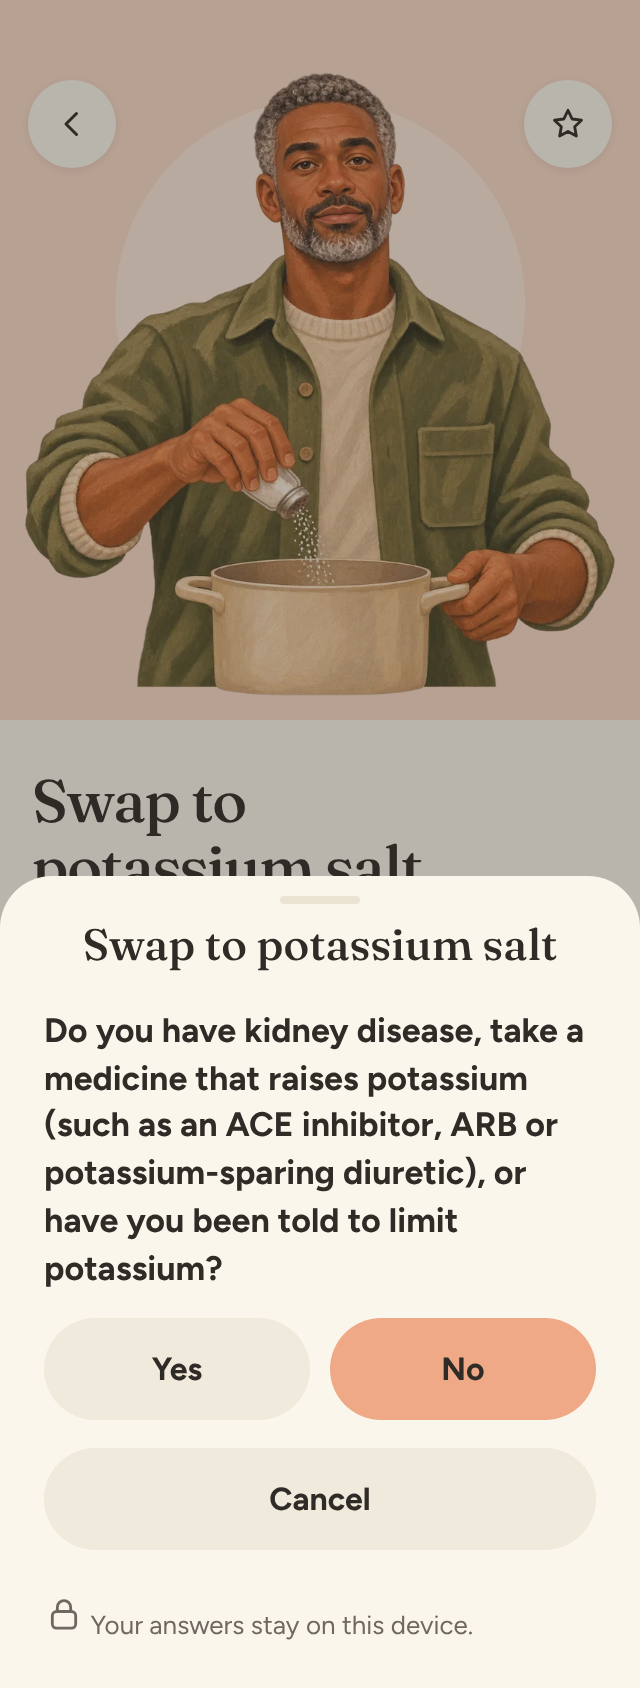 Swap to
potassium salt
Swap to potassium salt
Do you have kidney disease, take a
medicine that raises potassium
(such as an ACE inhibitor, ARB or
potassium-sparing diuretic), or
have you been told to limit
potassium?
Yes
No
Cancel
Your answers stay on this device.